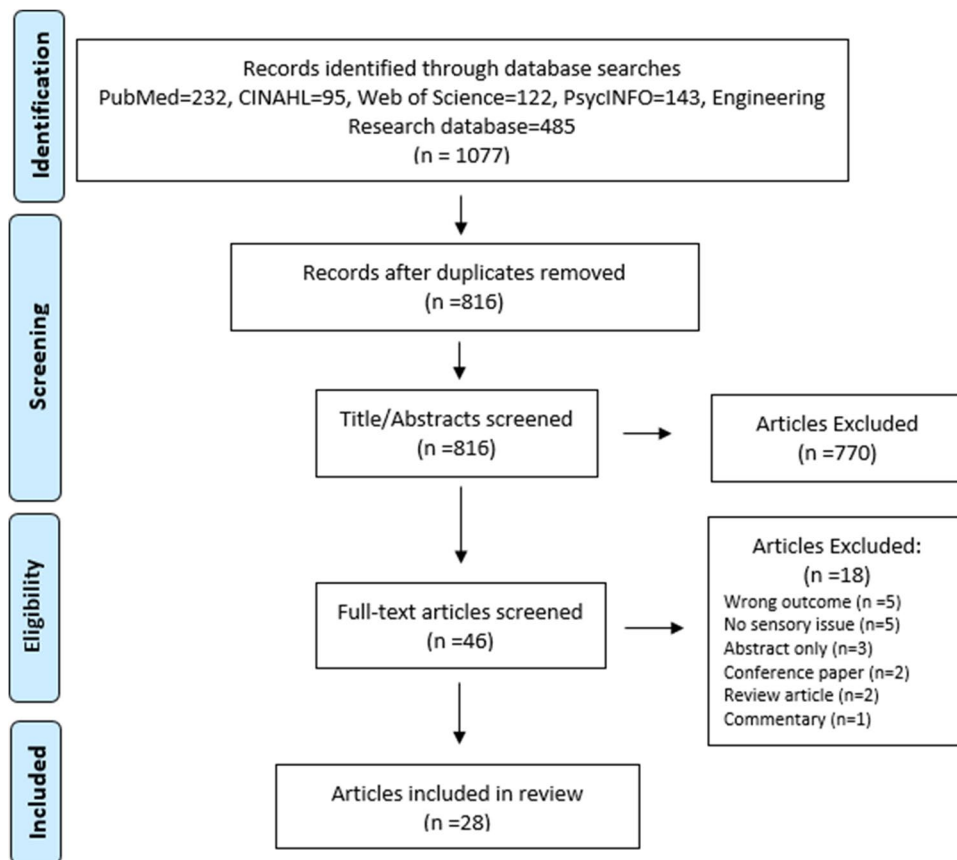 Identification
Records identified through database searches
PubMed=232, CINAHL=95, Web of Science=122, PsycINFO=143, Engineering
Research database=485
(n = 1077)
Screening
Records after duplicates removed
(n =816)
Title/Abstracts screened
(n =816)
Articles Excluded
(n =770)
Eligibility
Full-text articles screened
(n =46)
Articles Excluded:
(n =18)
Wrong outcome (n =5)
No sensory issue (n=5)
Abstract only (n=3)
Conference paper (n=2)
Review article (n=2)
Commentary (n=1)
Included
Articles included in review
(n =28)